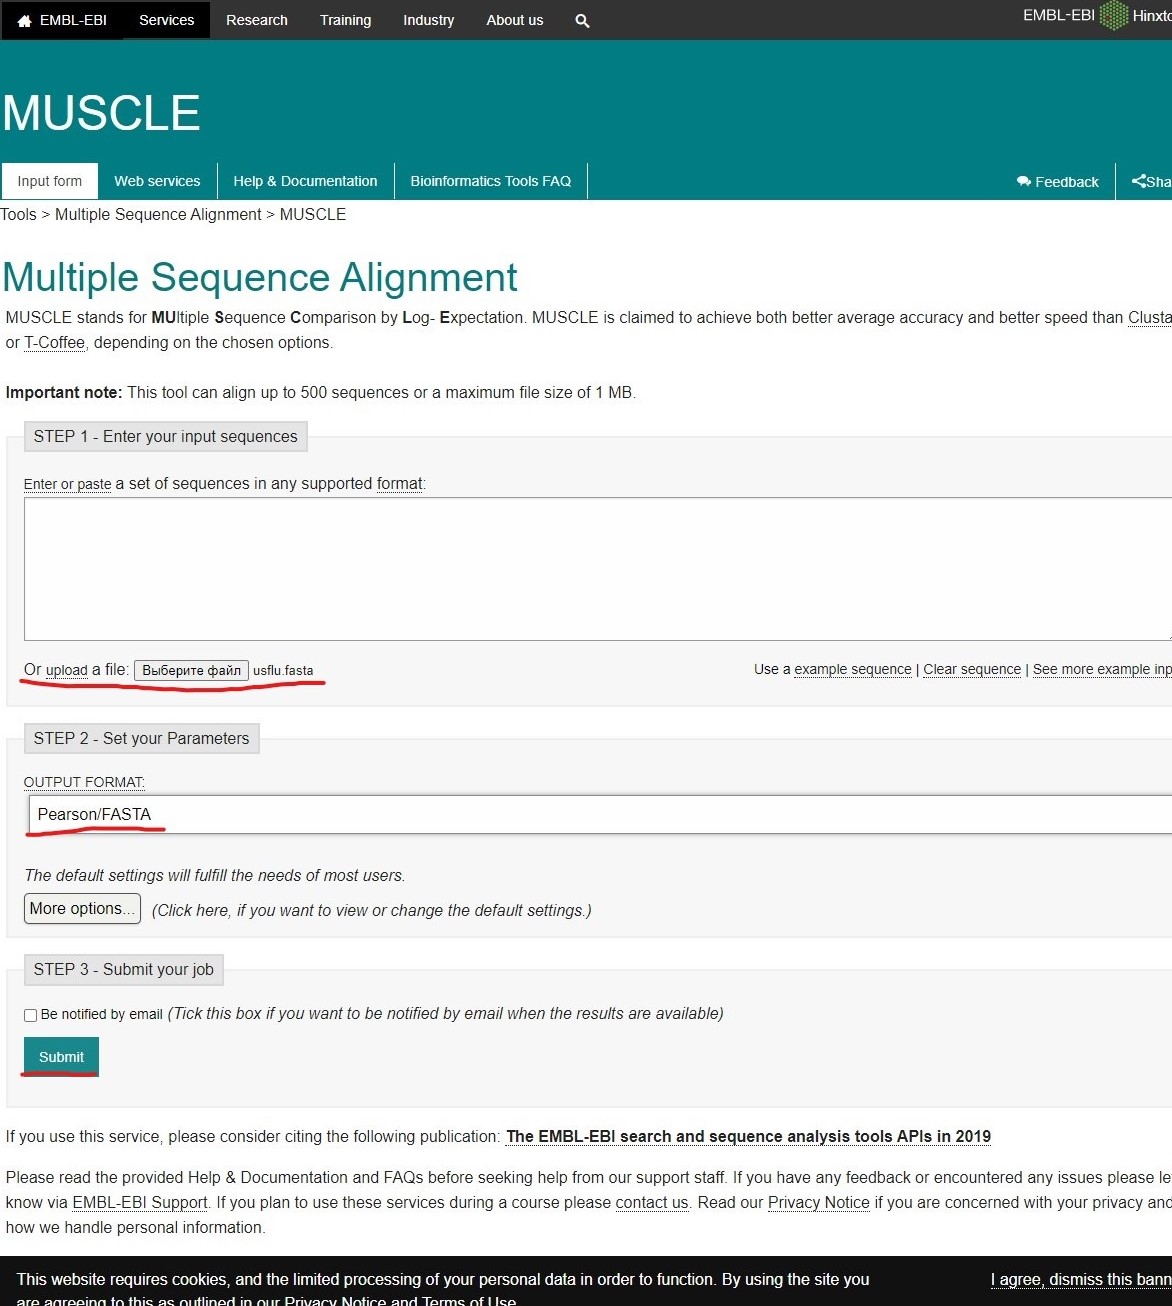 EMBL-EBI Services Research Training Industry About us EMBL-EBI
MUSCLE
Input form Web services Help & Documentation Bioinformatics Tools FAQ Feedback
Tools > Multiple Sequence Alignment > MUSCLE
Multiple Sequence Alignment
MUSCLE stands for MUltiple Sequence Comparison by Log- Expectation. MUSCLE is claimed to achieve both better average accuracy and better speed than
or T-Coffee, depending on the chosen options.
Important note: This tool can align up to 500 sequences or a maximum file size of 1 MB.
STEP 1 - Enter your input sequences
Enter or paste a set of sequences in any supported format:
Or upload a file: Выберите файл usflu.fasta Use a example sequence | Clear sequence | See more example
STEP 2 - Set your Parameters
OUTPUT FORMAT:
Pearson/FASTA
The default settings will fulfill the needs of most users.
More options... (Click here, if you want to view or change the default settings.)
STEP 3 - Submit your job
Be notified by email (Tick this box if you want to be notified by email when the results are available)
Submit
If you use this service, please consider citing the following publication: The EMBL-EBI search and sequence analysis tools APIs in 2019
Please read the provided Help & Documentation and FAQs before seeking help from our support staff. If you have any feedback or encountered any issues please
know via EMBL-EBI Support. If you plan to use these services during a course please contact us. Read our Privacy Notice if you are concerned with your privacy and
how we handle personal information.
This website requires cookies, and the limited processing of your personal data in order to function. By using the site you I agree, dismiss this
are agreeing to this as outlined in our Privacy Notice and Terms of Use.